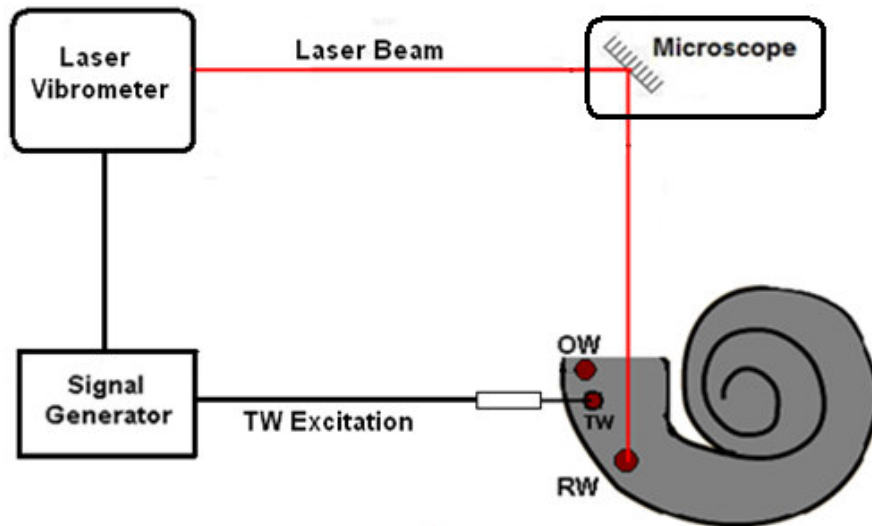 Laser
Vibrometer
Laser Beam
Microscope
Signal
Generator
TW Excitation
OW
TW
RW